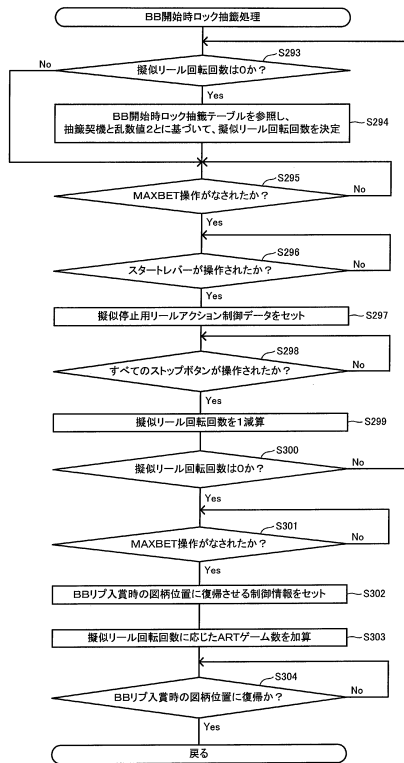 BB開始時ロック抽籤処理
S293
No
擬似リール回転回数は0か?
Yes
S294
BB開始時ロック抽籤テーブルを参照し、
抽籤契機と乱数値2とに基づいて、擬似リール回転回数を決定
S295
No
MAXBET操作がなされたか?
Yes
S296
No
スタートレバーが操作されたか?
Yes
擬似停止用リールアクション制御データをセット
S297
S298
No
すべてのストップボタンが操作されたか?
Yes
擬似リール回転回数を1減算
S299
S300
No
擬似リール回転回数は0か?
Yes
S301
No
MAXBET操作がなされたか?
Yes
BBリプ入賞時の図柄位置に復帰させる制御情報をセット
S302
擬似リール回転回数に応じたARTゲーム数を加算
S303
S304
No
BBリプ入賞時の図柄位置に復帰か?
Yes
戻る